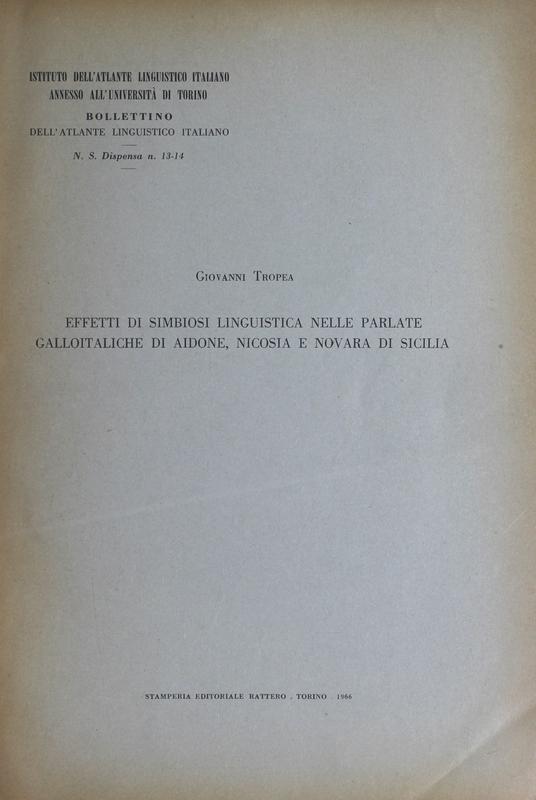 ISTITUTO DELL'ATLANTE LINGUISTICO ITALIANO
ANNESSO ALL'UNIVERSITÀ DI TORINO
BOLLETTINO
DELL'ATLANTE LINGUISTICO ITALIANO
N. S. Dispensa n. 13-14
GIOVANNI TROPEA
EFFETTI DI SIMBIOSI LINGUISTICA NELLE PARLATE
GALLOITALICHE DI AIDONE, NICOSIA E NOVARA DI SICILIA
STAMPERIA EDITORIALE RATTERO . TORINO . 1966